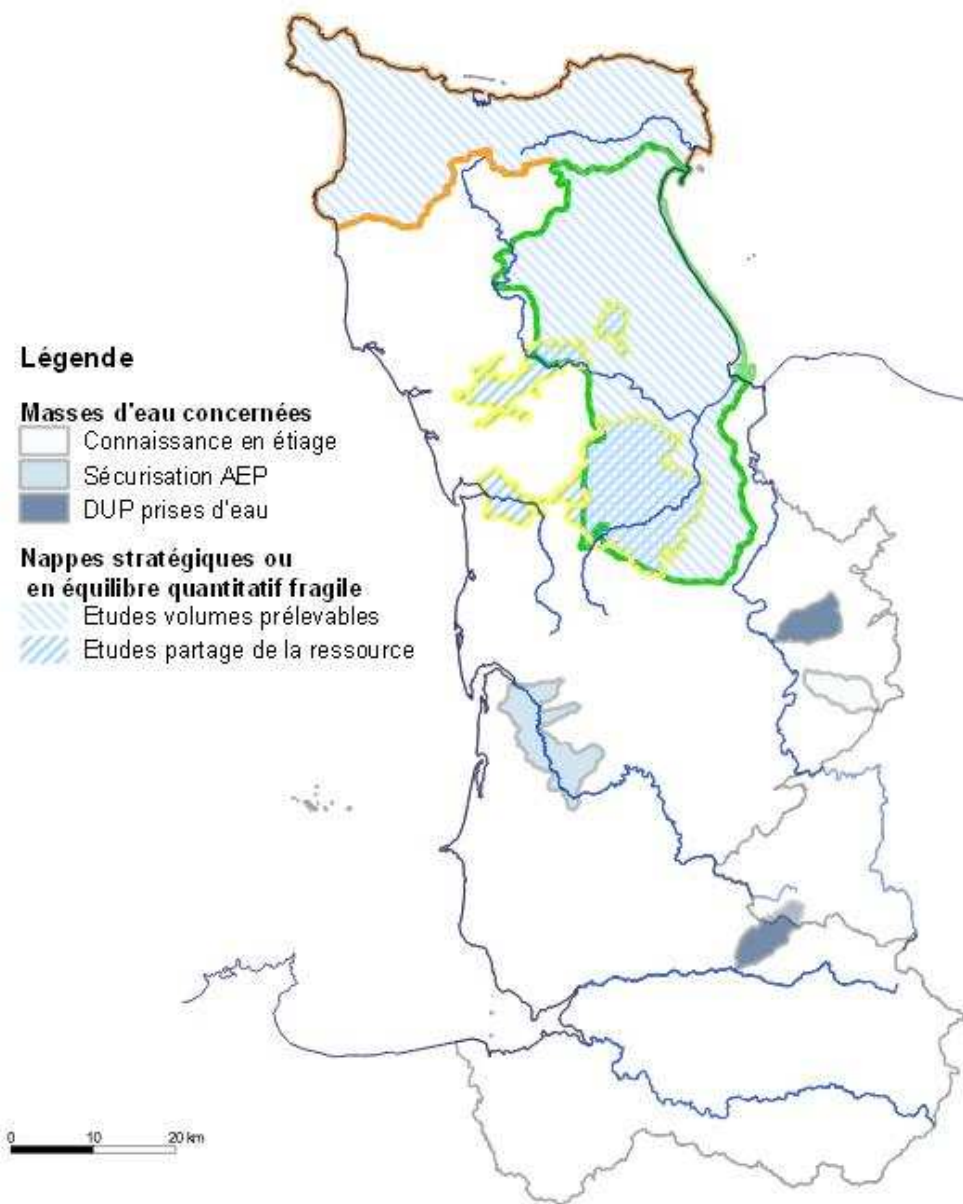 Légende
Masses d'eau concernées
Connaissance en étiage
Sécurisation AEP
DUP prises d'eau
Nappes stratégiques ou
en équilibre quantitatif fragile
Etudes volumes prélevables
Etudes partage de la ressource
0 10 20 km